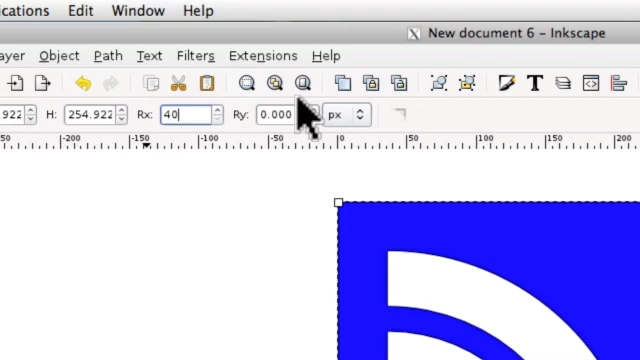 ications Edit Window Help
New document 6 - Inkscape
ayer Object Path Text Filters Extensions Help
.922 H: 254.922 Rx: 40 Ry: 0.000 px
50 -200 -150 -100 -50 0 50 100 150 200